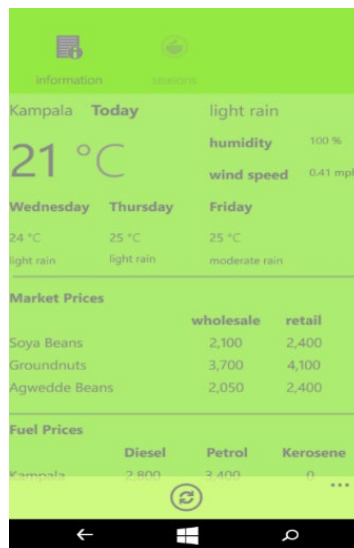 information seasons
Kampala Today light rain
21 °C
humidity 100 %
wind speed 0.41 mpl
Wednesday Thursday Friday
24 °C 25 °C 25 °C
light rain light rain moderate rain
Market Prices
wholesale retail
Soya Beans 2,100 2,400
Groundnuts 3,700 4,100
Agwedde Beans 2,050 2,400
Fuel Prices
Diesel Petrol Kerosene
Kampala 2,800 3,400 0